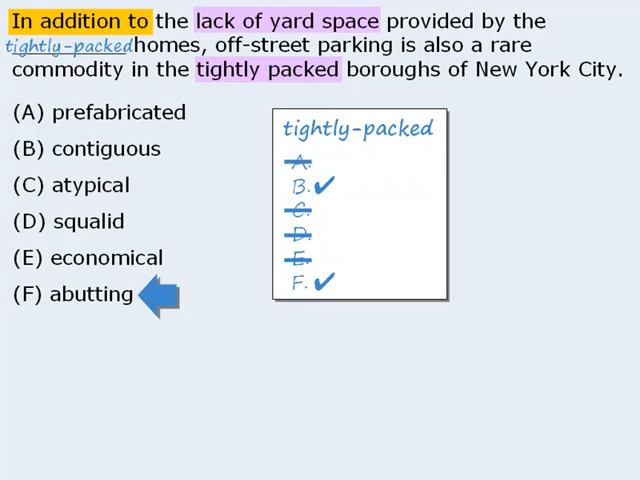 In addition to the lack of yard space provided by the
tightly-packed homes, off-street parking is also a rare
commodity in the tightly packed boroughs of New York City.
(A) prefabricated
(B) contiguous
(C) atypical
(D) squalid
(E) economical
(F) abutting
tightly-packed
A.
B. ✔
C.
D.
E.
F. ✔